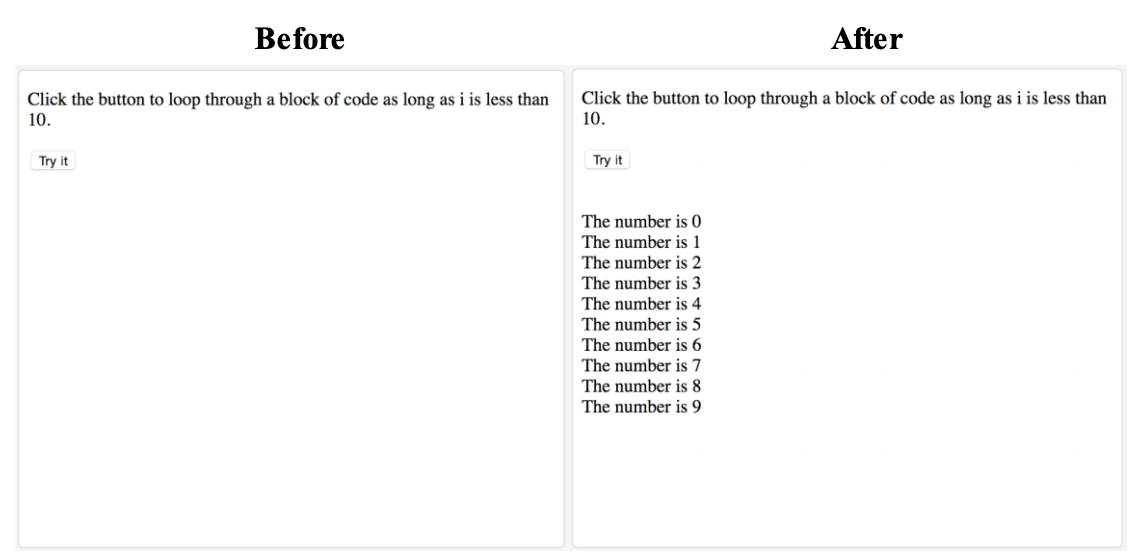 Before
Click the button to loop through a block of code as long as i is less than
10.
Try it
After
Click the button to loop through a block of code as long as i is less than
10.
Try it
The number is 0
The number is 1
The number is 2
The number is 3
The number is 4
The number is 5
The number is 6
The number is 7
The number is 8
The number is 9